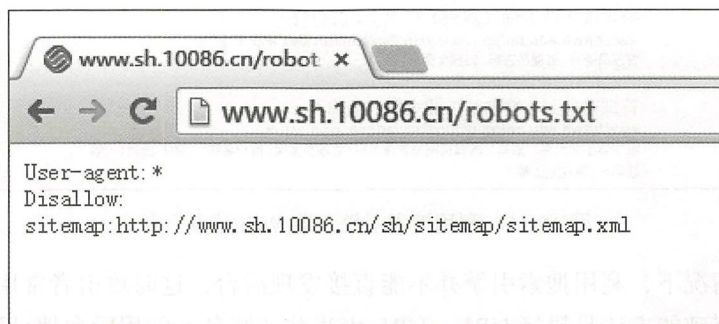 www.sh.10086.cn/robot ×
www.sh.10086.cn/robots.txt
User-agent:*
Disallow:
sitemap:http://www.sh.10086.cn/sh/sitemap/sitemap.xml